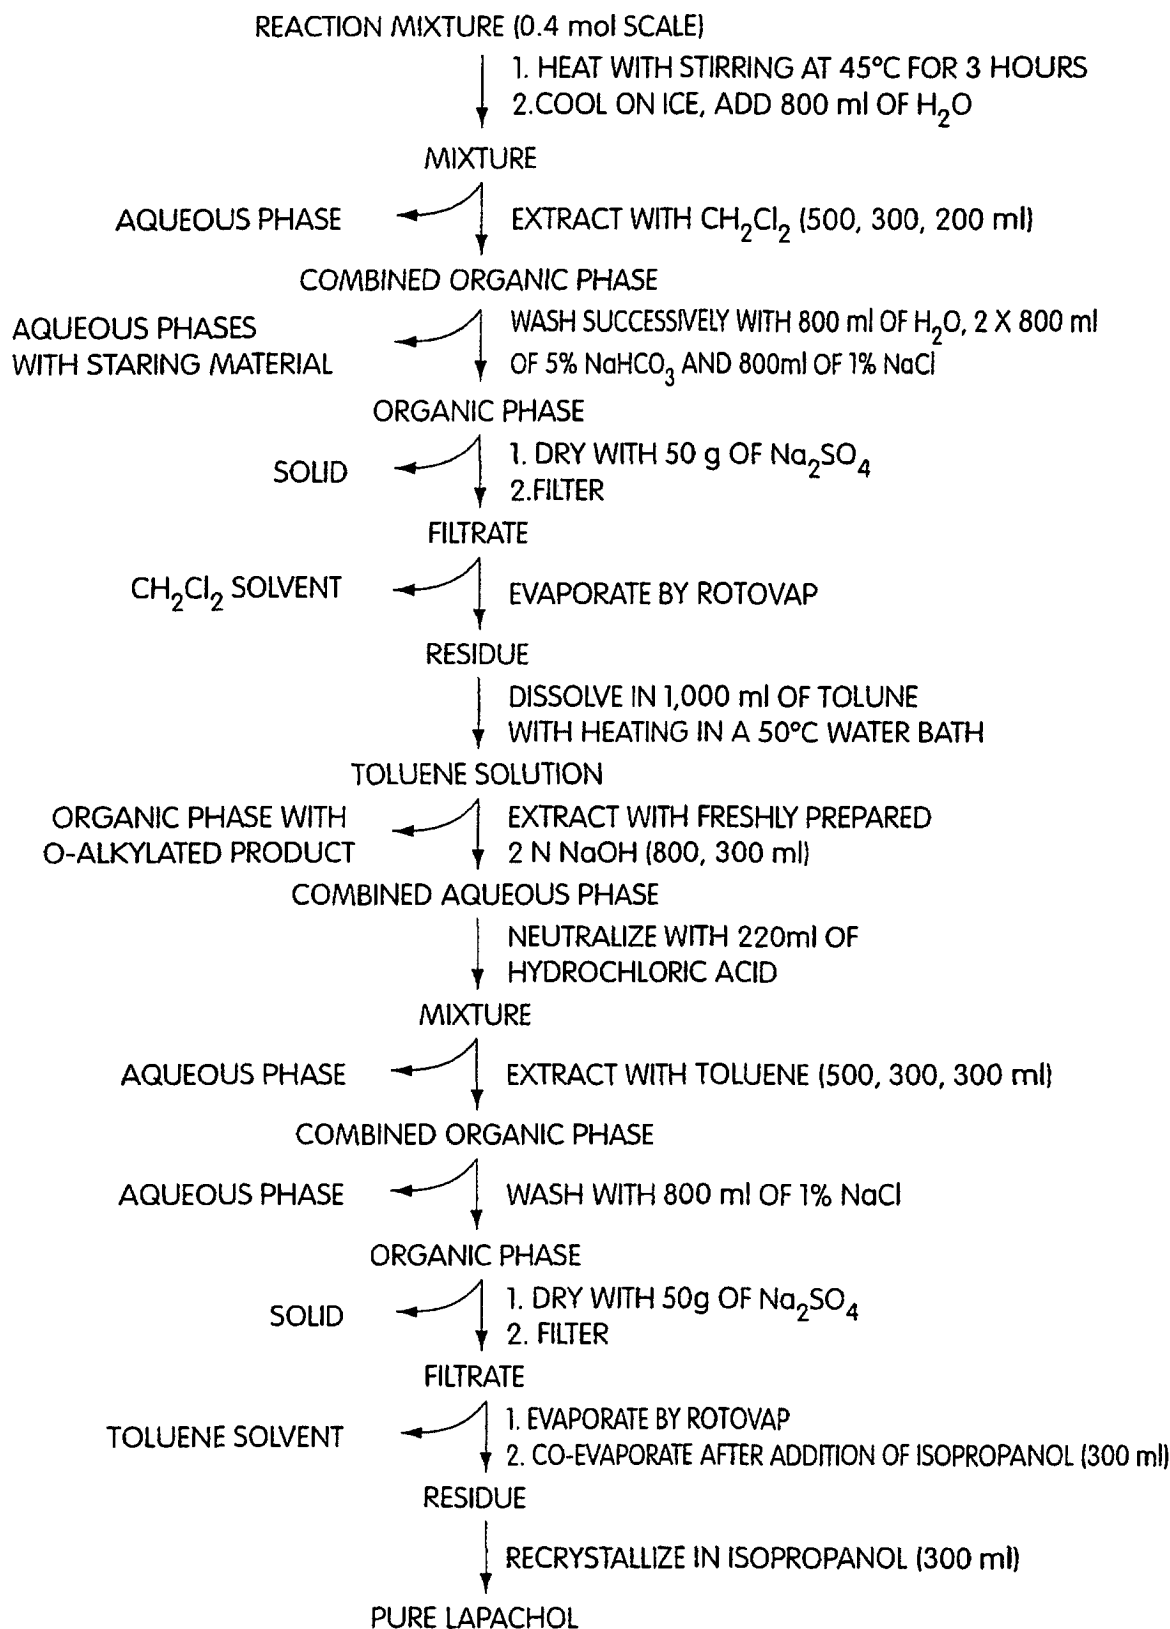 REACTION MIXTURE (0.4 mol SCALE)
1. HEAT WITH STIRRING AT 45°C FOR 3 HOURS
2.COOL ON ICE, ADD 800 ml OF H₂O
MIXTURE
AQUEOUS PHASE
EXTRACT WITH CH₂Cl₂ (500, 300, 200 ml)
COMBINED ORGANIC PHASE
AQUEOUS PHASES
WITH STARING MATERIAL
WASH SUCCESSIVELY WITH 800 ml OF H₂O, 2 X 800 ml
OF 5% NaHCO₃ AND 800ml OF 1% NaCl
ORGANIC PHASE
SOLID
1. DRY WITH 50 g OF Na₂SO₄
2.FILTER
FILTRATE
CH₂Cl₂ SOLVENT
EVAPORATE BY ROTOVAP
RESIDUE
DISSOLVE IN 1,000 ml OF TOLUNE
WITH HEATING IN A 50°C WATER BATH
TOLUENE SOLUTION
ORGANIC PHASE WITH
O-ALKYLATED PRODUCT
EXTRACT WITH FRESHLY PREPARED
2 N NaOH (800, 300 ml)
COMBINED AQUEOUS PHASE
NEUTRALIZE WITH 220ml OF
HYDROCHLORIC ACID
MIXTURE
AQUEOUS PHASE
EXTRACT WITH TOLUENE (500, 300, 300 ml)
COMBINED ORGANIC PHASE
AQUEOUS PHASE
WASH WITH 800 ml OF 1% NaCl
ORGANIC PHASE
SOLID
1. DRY WITH 50g OF Na₂SO₄
2. FILTER
FILTRATE
TOLUENE SOLVENT
1. EVAPORATE BY ROTOVAP
2. CO-EVAPORATE AFTER ADDITION OF ISOPROPANOL (300 ml)
RESIDUE
RECRYSTALLIZE IN ISOPROPANOL (300 ml)
PURE LAPACHOL